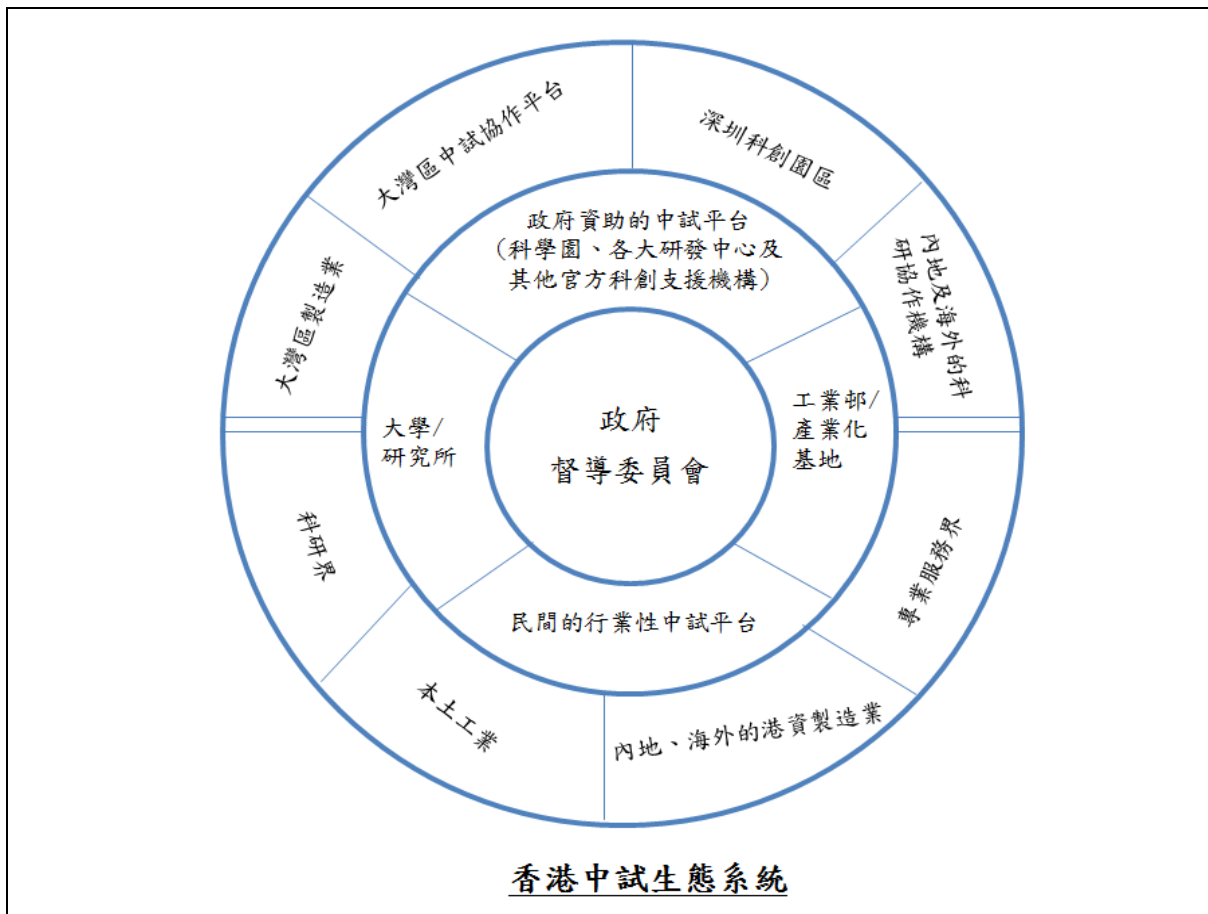 大灣區中試協作平台
深圳科創園區
政府資助的中試平台
(科學園、各大研發中心及
其他官方科創支援機構)
內地及海外的科
研協作機構
大灣區製造業
大學/
研究所
政府
督導委員會
工業邨/
產業化
基地
科研界
專業服務界
民間的行業性中試平台
本土工業
內地、海外的港資製造業
香港中試生態系統